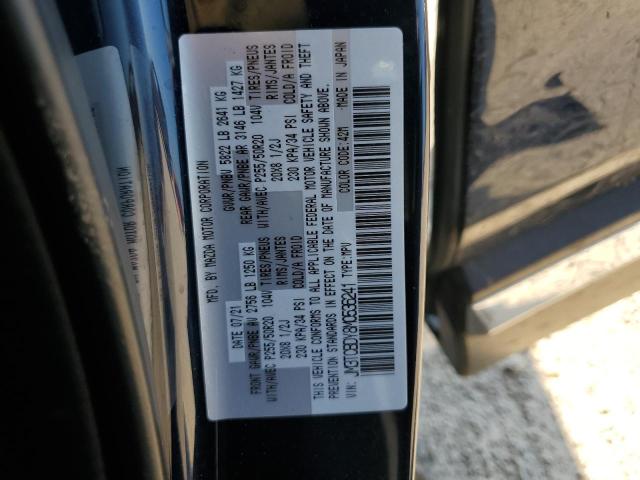 MFD. BY MAZDA MOTOR CORPORATION
DATE 07/21 GVWR/PNBV 5822 LB 2641 KG
FRONT GAWR/PNBE AV 2756 LB 1250 KG REAR GAWR/PNBE AR 3146 LB 1427 KG
WITH/AVEC P255/50R20 104V TIRES/PNEUS WITH/AVEC P255/50R20 104V TIRES/PNEUS
20X8 1/2J RIMS/JANTES 20X8 1/2J RIMS/JANTES
230 KPA/34 PSI COLD/A FROID 230 KPA/34 PSI COLD/A FROID
THIS VEHICLE CONFORMS TO ALL APPLICABLE FEDERAL MOTOR VEHICLE SAFETY AND THEFT
PREVENTION STANDARDS IN EFFECT ON THE DATE OF MANUFACTURE SHOWN ABOVE.
VIN: JM3TCBDY8M0535241 TYPE:MPV COLOR CODE:42M MADE IN JAPAN